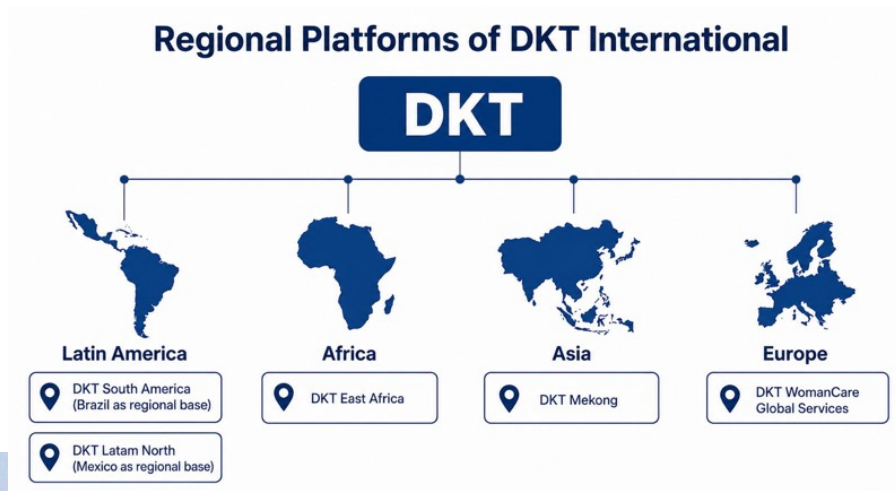 Regional Platforms of DKT International
DKT
Latin America
DKT South America
(Brazil as regional base)
DKT Latam North
(Mexico as regional base)
Africa
DKT East Africa
Asia
DKT Mekong
Europe
DKT WomanCare
Global Services